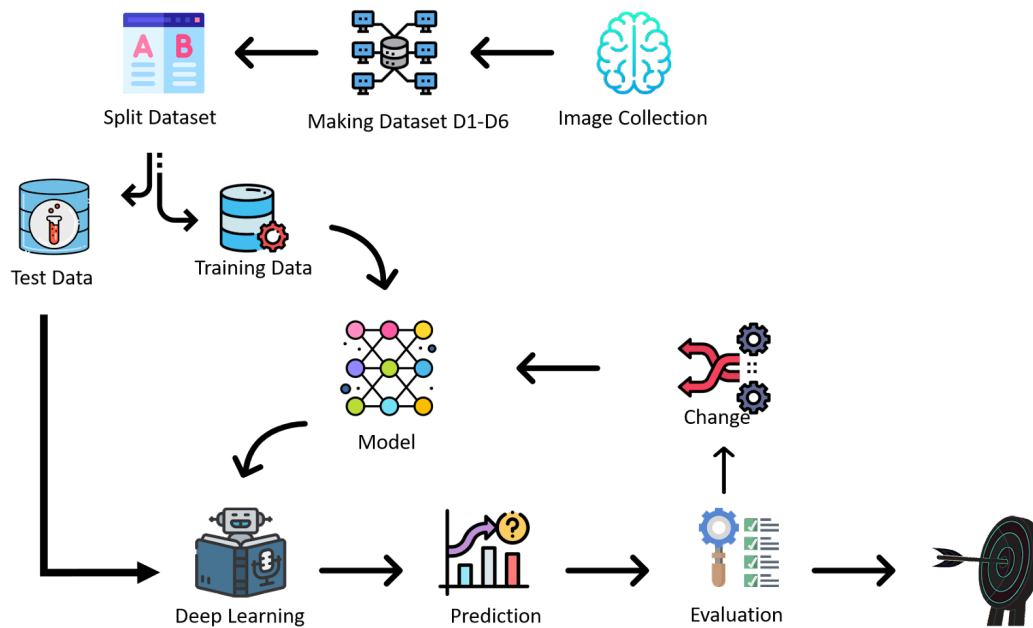 A B
Split Dataset
Making Dataset D1-D6
Image Collection
Test Data
Training Data
Model
Change
?
Deep Learning
Prediction
Evaluation